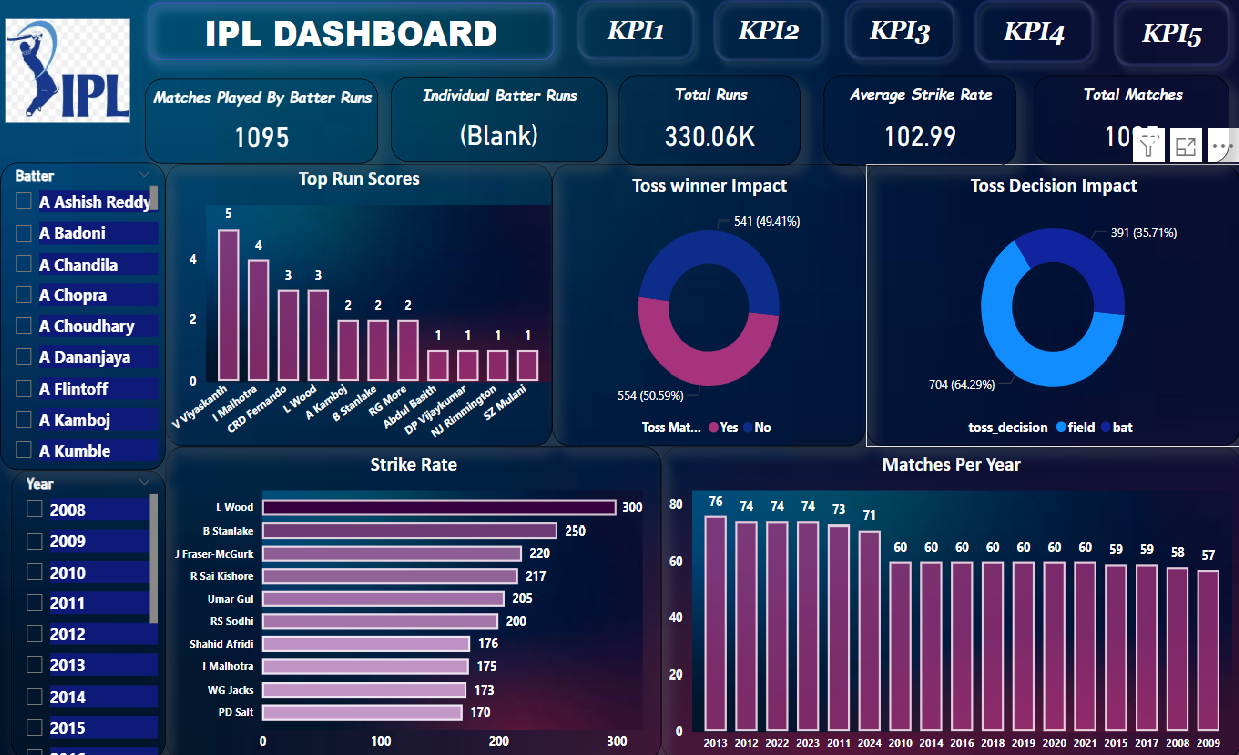 IPL DASHBOARD
KPI1
KPI2
KPI3
KPI4
KPI5
IPL
Matches Played By Batter Runs
1095
Individual Batter Runs
(Blank)
Total Runs
330.06K
Average Strike Rate
102.99
Total Matches
Batter
A Ashish Reddy
A Badoni
A Chandila
A Chopra
A Choudhary
A Dananjaya
A Flintoff
A Kamboj
A Kumble
Year
2008
2009
2010
2011
2012
2013
2014
2015
Top Run Scores
5
4
3
3
2
2
2
1
1
1
1
4
2
0
V Viyaskanth
I Malhotra
CRD Fernando
L Wood
A Kamboj
B Stanlake
RG More
Abdul Basith
DP Vijaykumar
NJ Rimmington
SZ Mulani
Toss winner Impact
541 (49.41%)
554 (50.59%)
Toss Mat... Yes No
Toss Decision Impact
391 (35.71%)
704 (64.29%)
toss_decision field bat
Strike Rate
L Wood 300
B Stanlake 250
J Fraser-McGurk 220
R Sai Kishore 217
Umar Gul 205
RS Sodhi 200
Shahid Afridi 176
I Malhotra 175
WG Jacks 173
PD Salt 170
0 100 200 300
Matches Per Year
80
60
40
20
0
76 74 74 74 73 71 60 60 60 60 60 60 60 59 59 58 57
2013 2012 2022 2023 2011 2024 2010 2014 2016 2018 2019 2020 2021 2015 2017 2008 2009